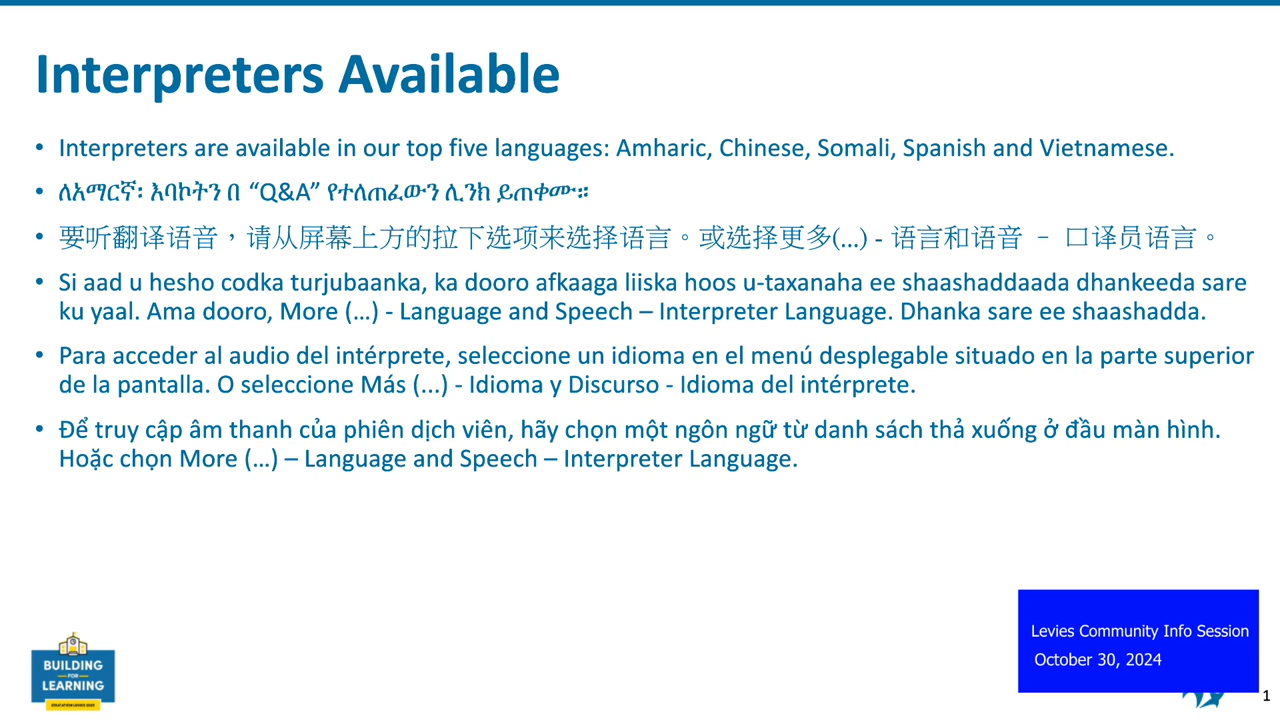 Interpreters Available
• Interpreters are available in our top five languages: Amharic, Chinese, Somali, Spanish and Vietnamese.
• ለአማርኛ፡ እባኮትን በ “Q&A” የተለጠፈውን ሊንክ ይጠቀሙ።
• 要听翻译语音，请从屏幕上方的拉下选项来选择语言。或选择更多(...) - 语言和语音 – 口译员语言。
• Si aad u hesho codka turjubaanka, ka dooro afkaaga liiska hoos u-taxanaha ee shaashaddaada dhankeeda sare
ku yaal. Ama dooro, More (…) - Language and Speech – Interpreter Language. Dhanka sare ee shaashadda.
• Para acceder al audio del intérprete, seleccione un idioma en el menú desplegable situado en la parte superior
de la pantalla. O seleccione Más (...) - Idioma y Discurso - Idioma del intérprete.
• Để truy cập âm thanh của phiên dịch viên, hãy chọn một ngôn ngữ từ danh sách thả xuống ở đầu màn hình.
Hoặc chọn More (…) – Language and Speech – Interpreter Language.
Levies Community Info Session
October 30, 2024
BUILDING
FOR
LEARNING
1